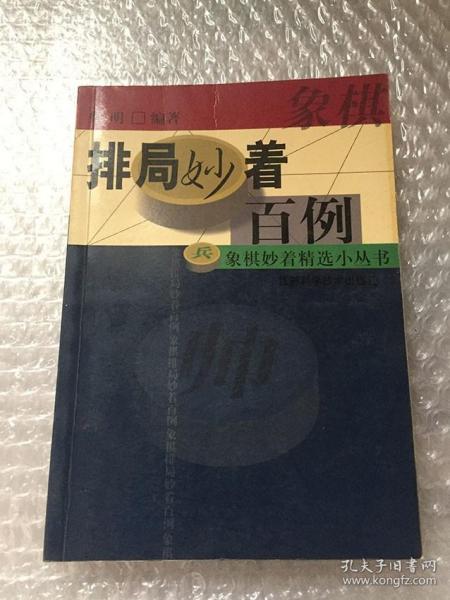 象棋
明 □ 编著
排局妙着
百例
兵
象棋妙着精选小丛书
帅
孔夫子旧书网
www.kongfz.com